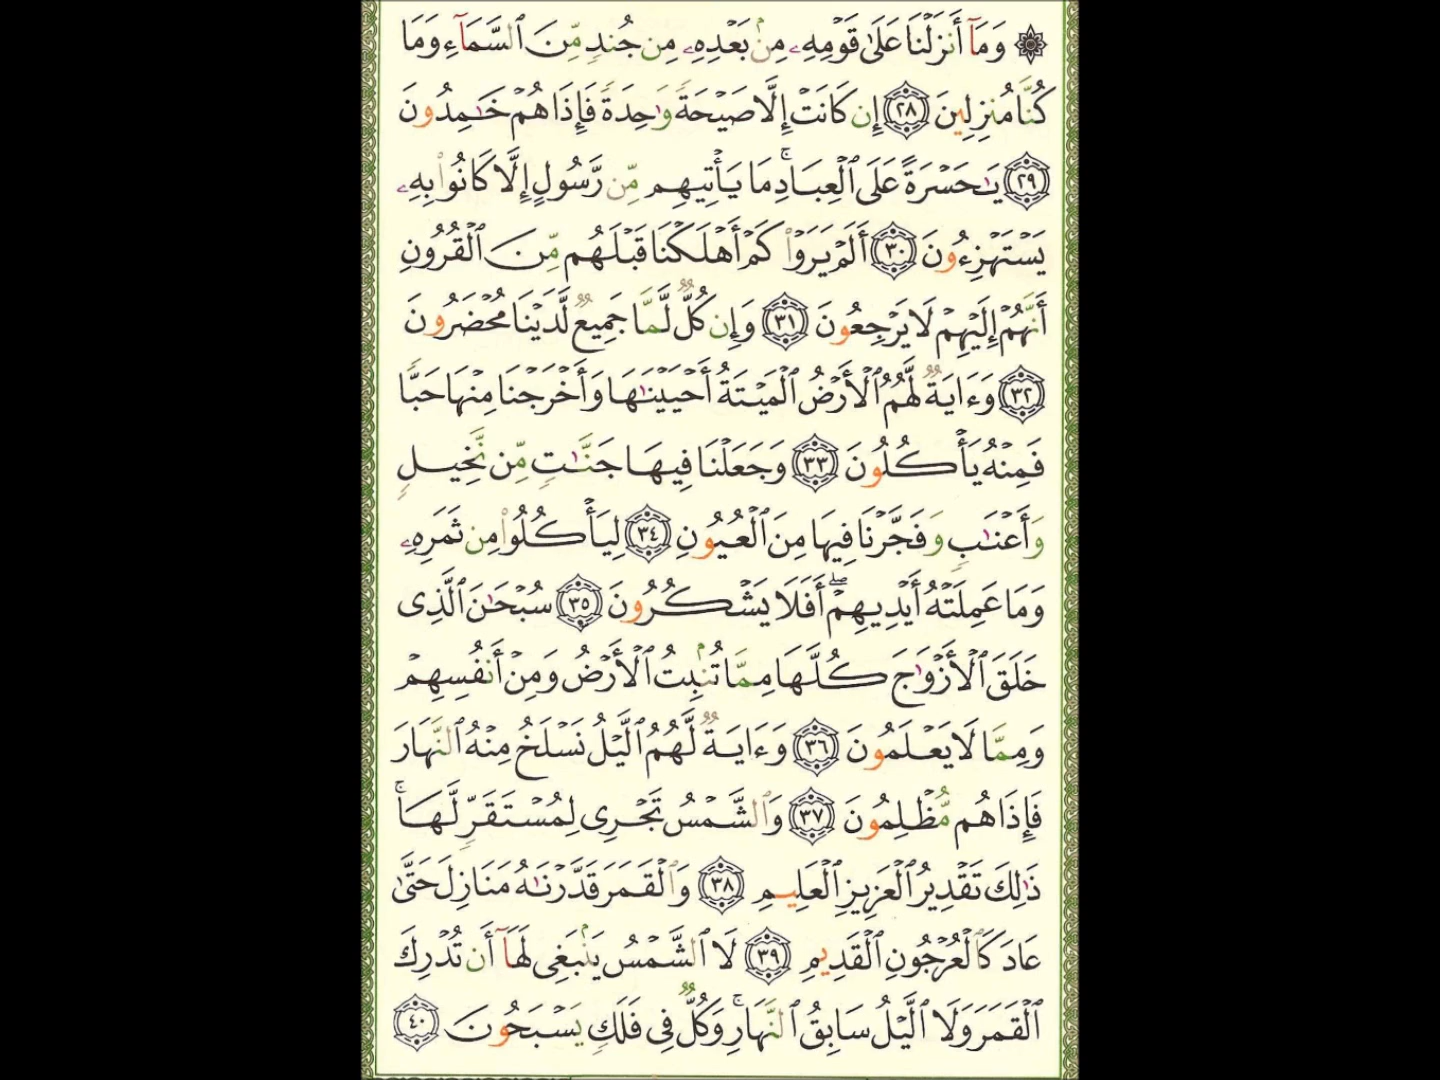 ۞ وَمَآ أَنزَلْنَا عَلَىٰ قَوْمِهِۦ مِنۢ بَعْدِهِۦ مِن جُندٍ مِّنَ ٱلسَّمَآءِ وَمَا
كُنَّا مُنزِلِينَ ٢٨ إِن كَانَتْ إِلَّا صَيْحَةً وَٰحِدَةً فَإِذَا هُمْ خَـٰمِدُونَ
٢٩ يَـٰحَسْرَةً عَلَى ٱلْعِبَادِ ۚ مَا يَأْتِيهِم مِّن رَّسُولٍ إِلَّا كَانُوا۟ بِهِۦ
يَسْتَهْزِءُونَ ٣٠ أَلَمْ يَرَوْا۟ كَمْ أَهْلَكْنَا قَبْلَهُم مِّنَ ٱلْقُرُونِ
أَنَّهُمْ إِلَيْهِمْ لَا يَرْجِعُونَ ٣١ وَإِن كُلٌّ لَّمَّا جَمِيعٌ لَّدَيْنَا مُحْضَرُونَ
٣٢ وَءَايَةٌ لَّهُمُ ٱلْأَرْضُ ٱلْمَيْتَةُ أَحْيَيْنَـٰهَا وَأَخْرَجْنَا مِنْهَا حَبًّا
فَمِنْهُ يَأْكُلُونَ ٣٣ وَجَعَلْنَا فِيهَا جَنَّـٰتٍ مِّن نَّخِيلٍ
وَأَعْنَـٰبٍ وَفَجَّرْنَا فِيهَا مِنَ ٱلْعُيُونِ ٣٤ لِيَأْكُلُوا۟ مِن ثَمَرِهِۦ
وَمَا عَمِلَتْهُ أَيْدِيهِمْ ۖ أَفَلَا يَشْكُرُونَ ٣٥ سُبْحَـٰنَ ٱلَّذِى
خَلَقَ ٱلْأَزْوَٰجَ كُلَّهَا مِمَّا تُنۢبِتُ ٱلْأَرْضُ وَمِنْ أَنفُسِهِمْ
وَمِمَّا لَا يَعْلَمُونَ ٣٦ وَءَايَةٌ لَّهُمُ ٱلَّيْلُ نَسْلَخُ مِنْهُ ٱلنَّهَارَ
فَإِذَا هُم مُّظْلِمُونَ ٣٧ وَٱلشَّمْسُ تَجْرِى لِمُسْتَقَرٍّ لَّهَا ۚ
ذَٰلِكَ تَقْدِيرُ ٱلْعَزِيزِ ٱلْعَلِيمِ ٣٨ وَٱلْقَمَرَ قَدَّرْنَـٰهُ مَنَازِلَ حَتَّىٰ
عَادَ كَٱلْعُرْجُونِ ٱلْقَدِيمِ ٣٩ لَا ٱلشَّمْسُ يَنۢبَغِى لَهَآ أَن تُدْرِكَ
ٱلْقَمَرَ وَلَا ٱلَّيْلُ سَابِقُ ٱلنَّهَارِ ۚ وَكُلٌّ فِى فَلَكٍ يَسْبَحُونَ ٤٠